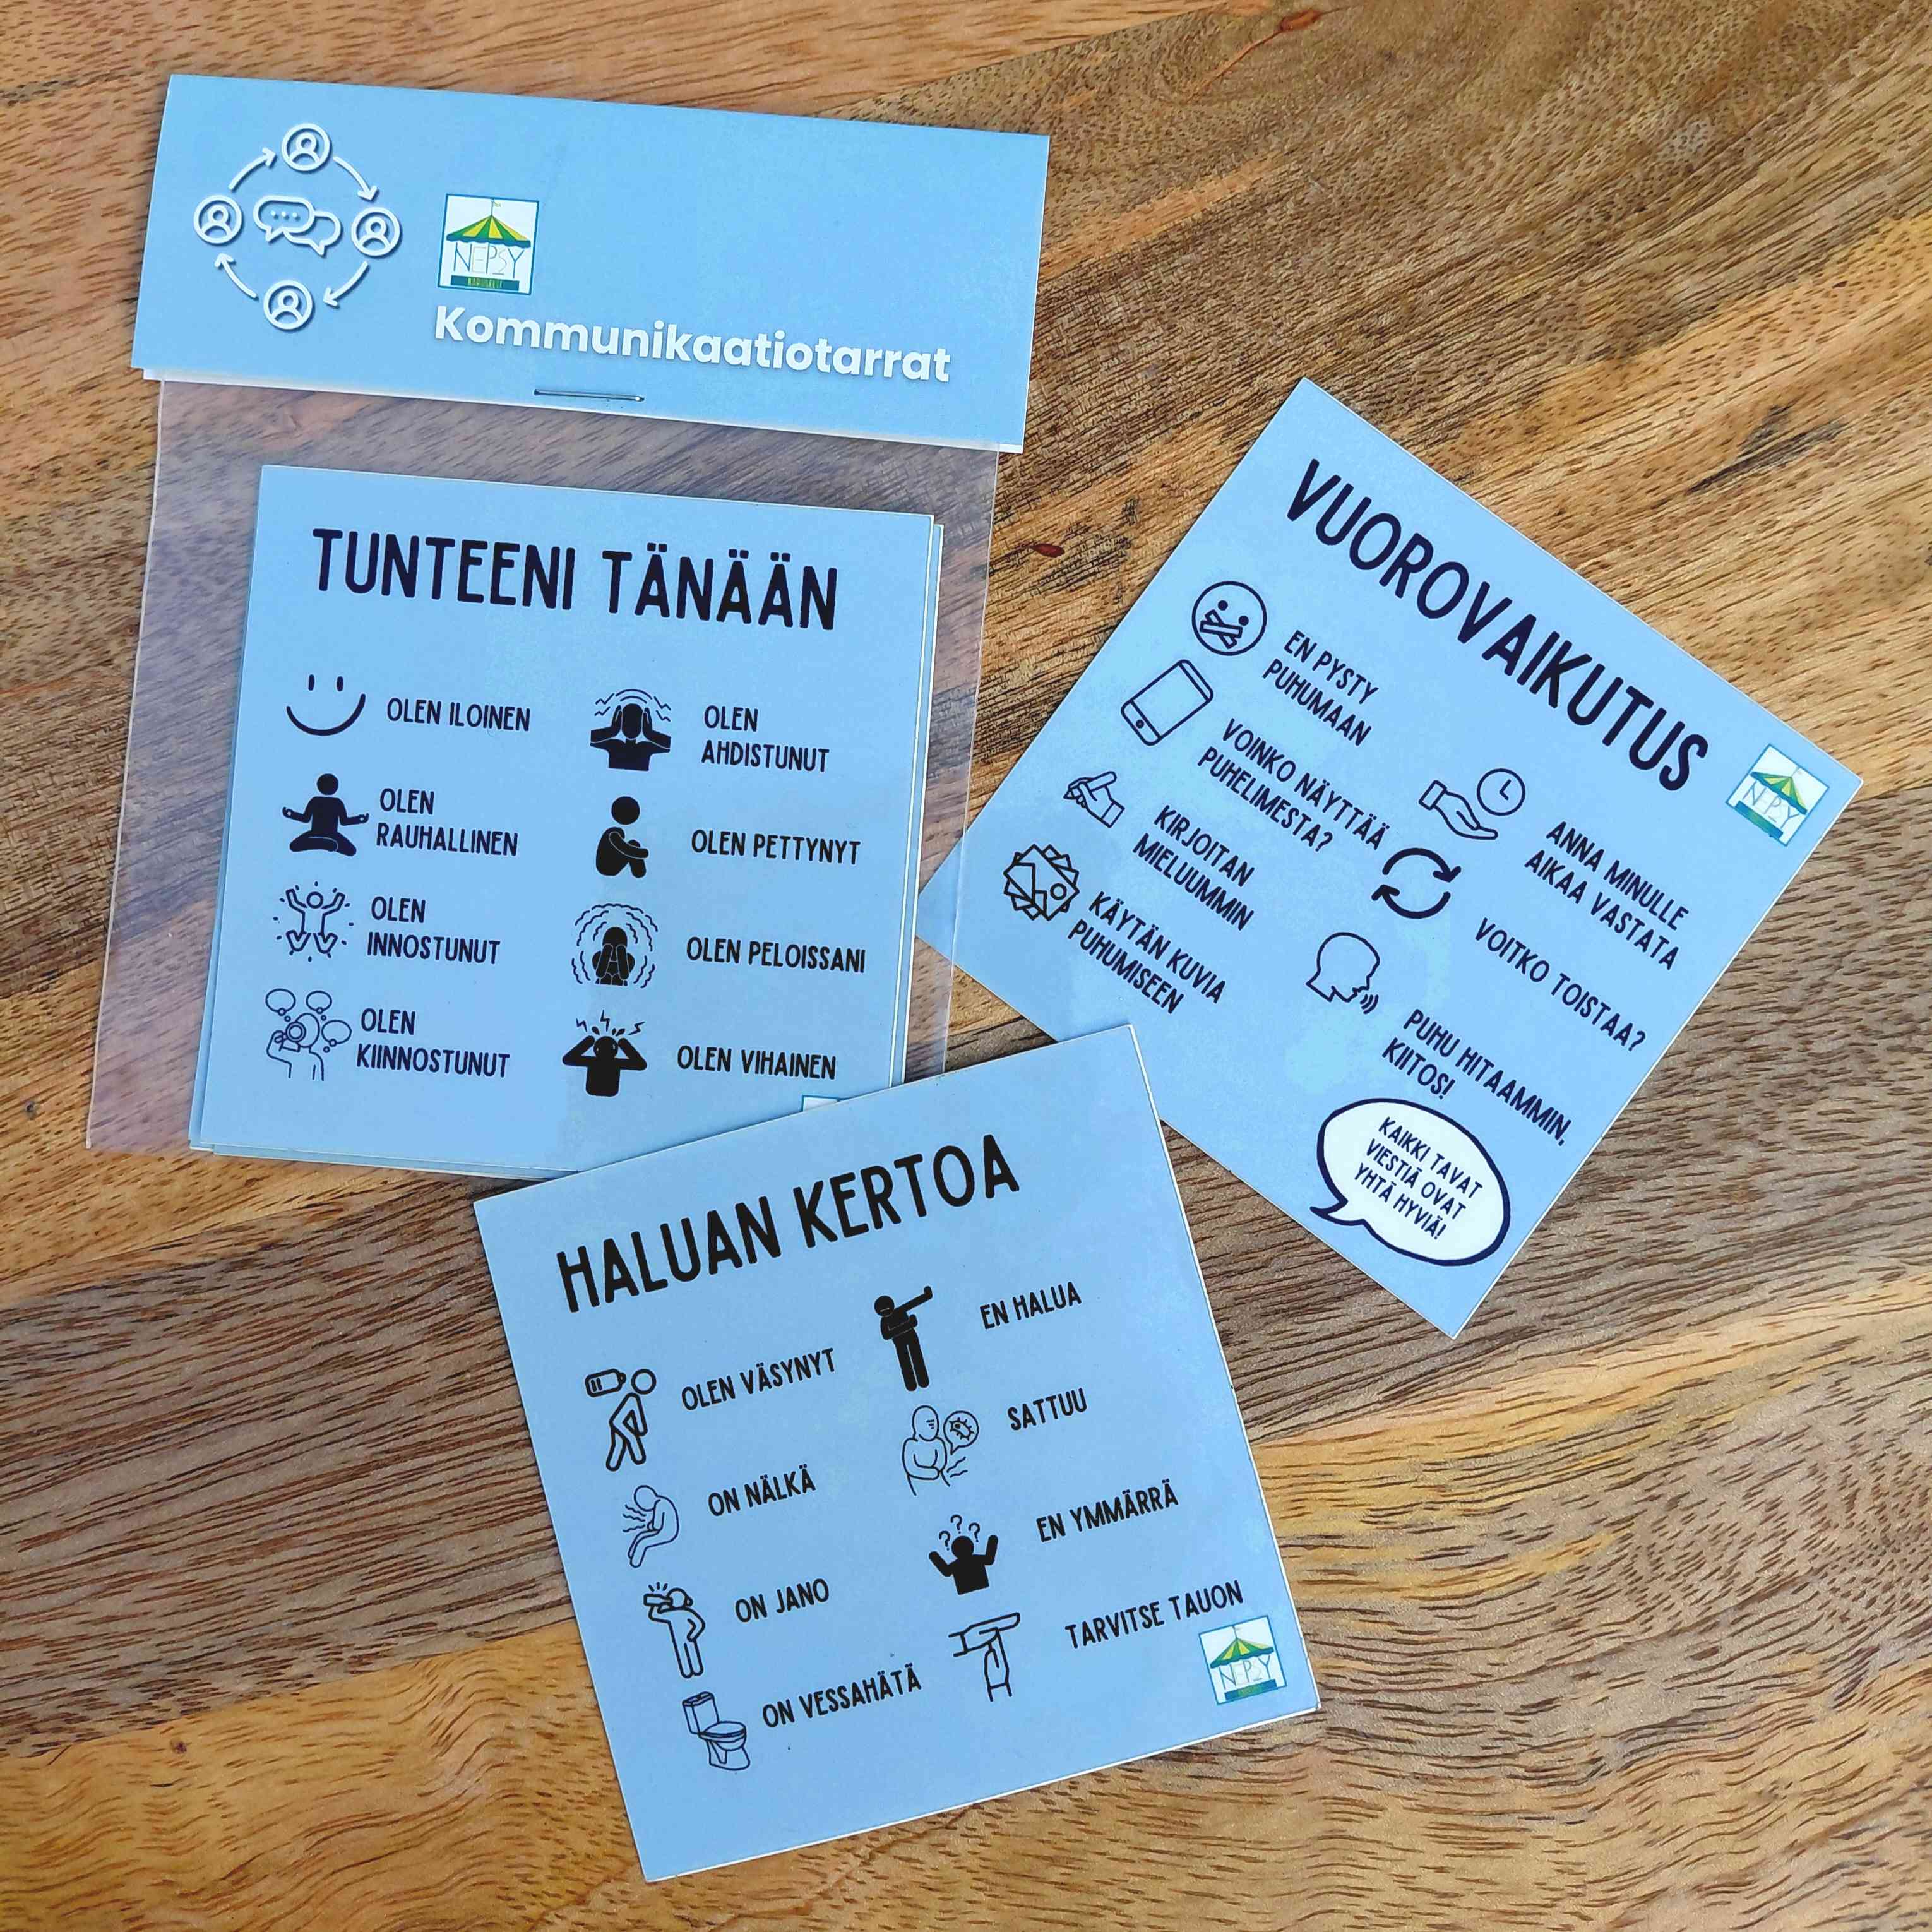 NEPSY
Kommunikaatiotarrat
TUNTEENI TÄNÄÄN
OLEN ILOINEN
OLEN
RAUHALLINEN
OLEN
INNOSTUNUT
OLEN
KIINNOSTUNUT
OLEN
AHDISTUNUT
OLEN PETTYNYT
OLEN PELOISSANI
OLEN VIHAINEN
VUOROVAIKUTUS
EN PYSTY
PUHUMAAN
VOINKO NÄYTTÄÄ
PUHELIMESTA?
KIRJOITAN
MIELUUMMIN
KÄYTÄN KUVIA
PUHUMISEEN
ANNA MINULLE
AIKAA VASTATA
VOITKO TOISTAA?
PUHU HITAAMMIN,
KIITOS!
KAIKKI TAVAT
VIESTIÄ OVAT
YHTÄ HYVIÄ!
NEPSY
HALUAN KERTOA
OLEN VÄSYNYT
ON NÄLKÄ
ON JANO
ON VESSAHÄTÄ
EN HALUA
SATTUU
EN YMMÄRRÄ
TARVITSE TAUON
NEPSY